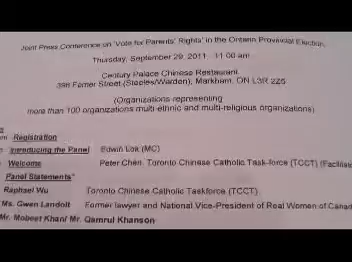 Joint Press Conference on 'Vote for Parents' Rights' in the Ontario Provincial Election,
Thursday, September 29, 2011 11:00 am
Century Palace Chinese Restaurant,
398 Ferrier Street (Steeles/Warden), Markham, ON L3R 2Z5
(Organizations representing
more than 100 organizations multi-ethnic and multi-religious organizations)
Registration
Introducing the Panel Edwin Lok (MC)
Welcome Peter Chen, Toronto Chinese Catholic Task-force (TCCT) (Facilitat
Panel Statements*
Raphael Wu Toronto Chinese Catholic Taskforce (TCCT)
Ms. Gwen Landolt Former lawyer and National Vice-President of Real Women of Canad
Mr. Mobeet Khan/ Mr. Qamrul Khanson